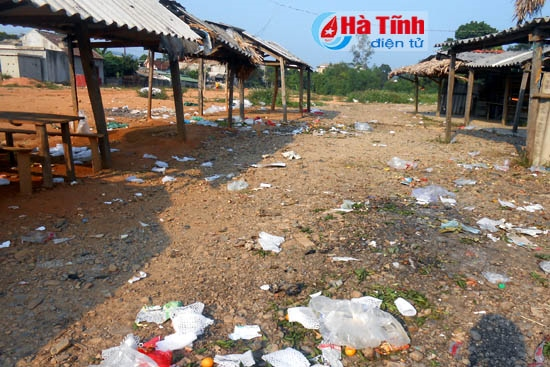 Hà Tĩnh
điện tử